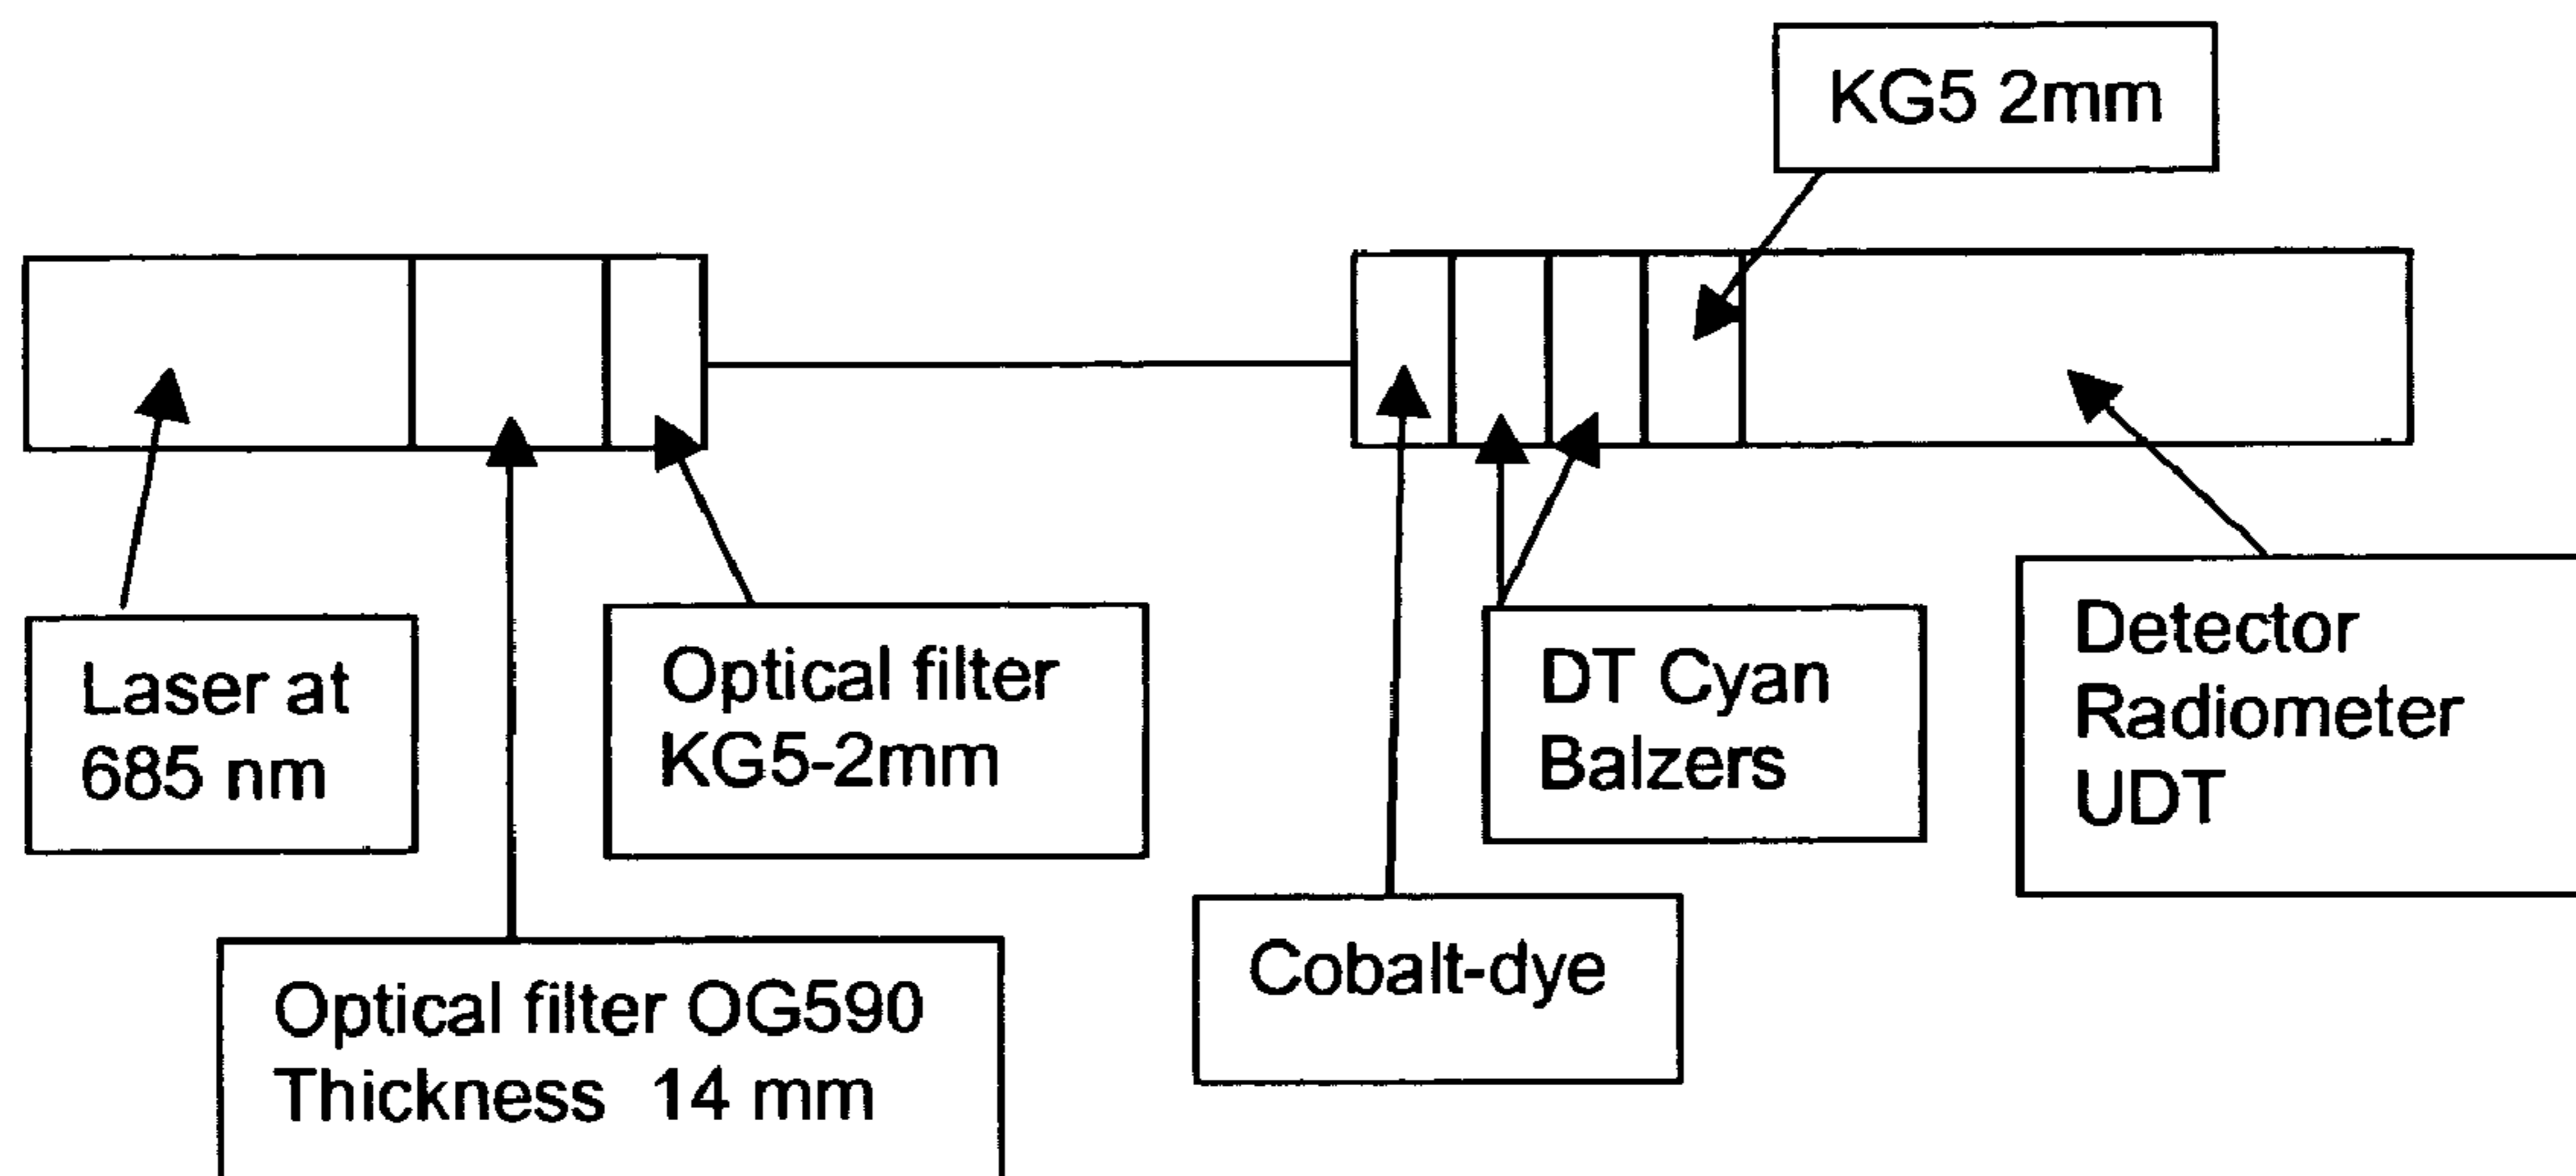 KG5 2mm
Laser at
685 nm
Optical filter
KG5-2mm
DT Cyan
Balzers
Detector
Radiometer
UDT
Optical filter OG590
Thickness 14 mm
Cobalt-dye